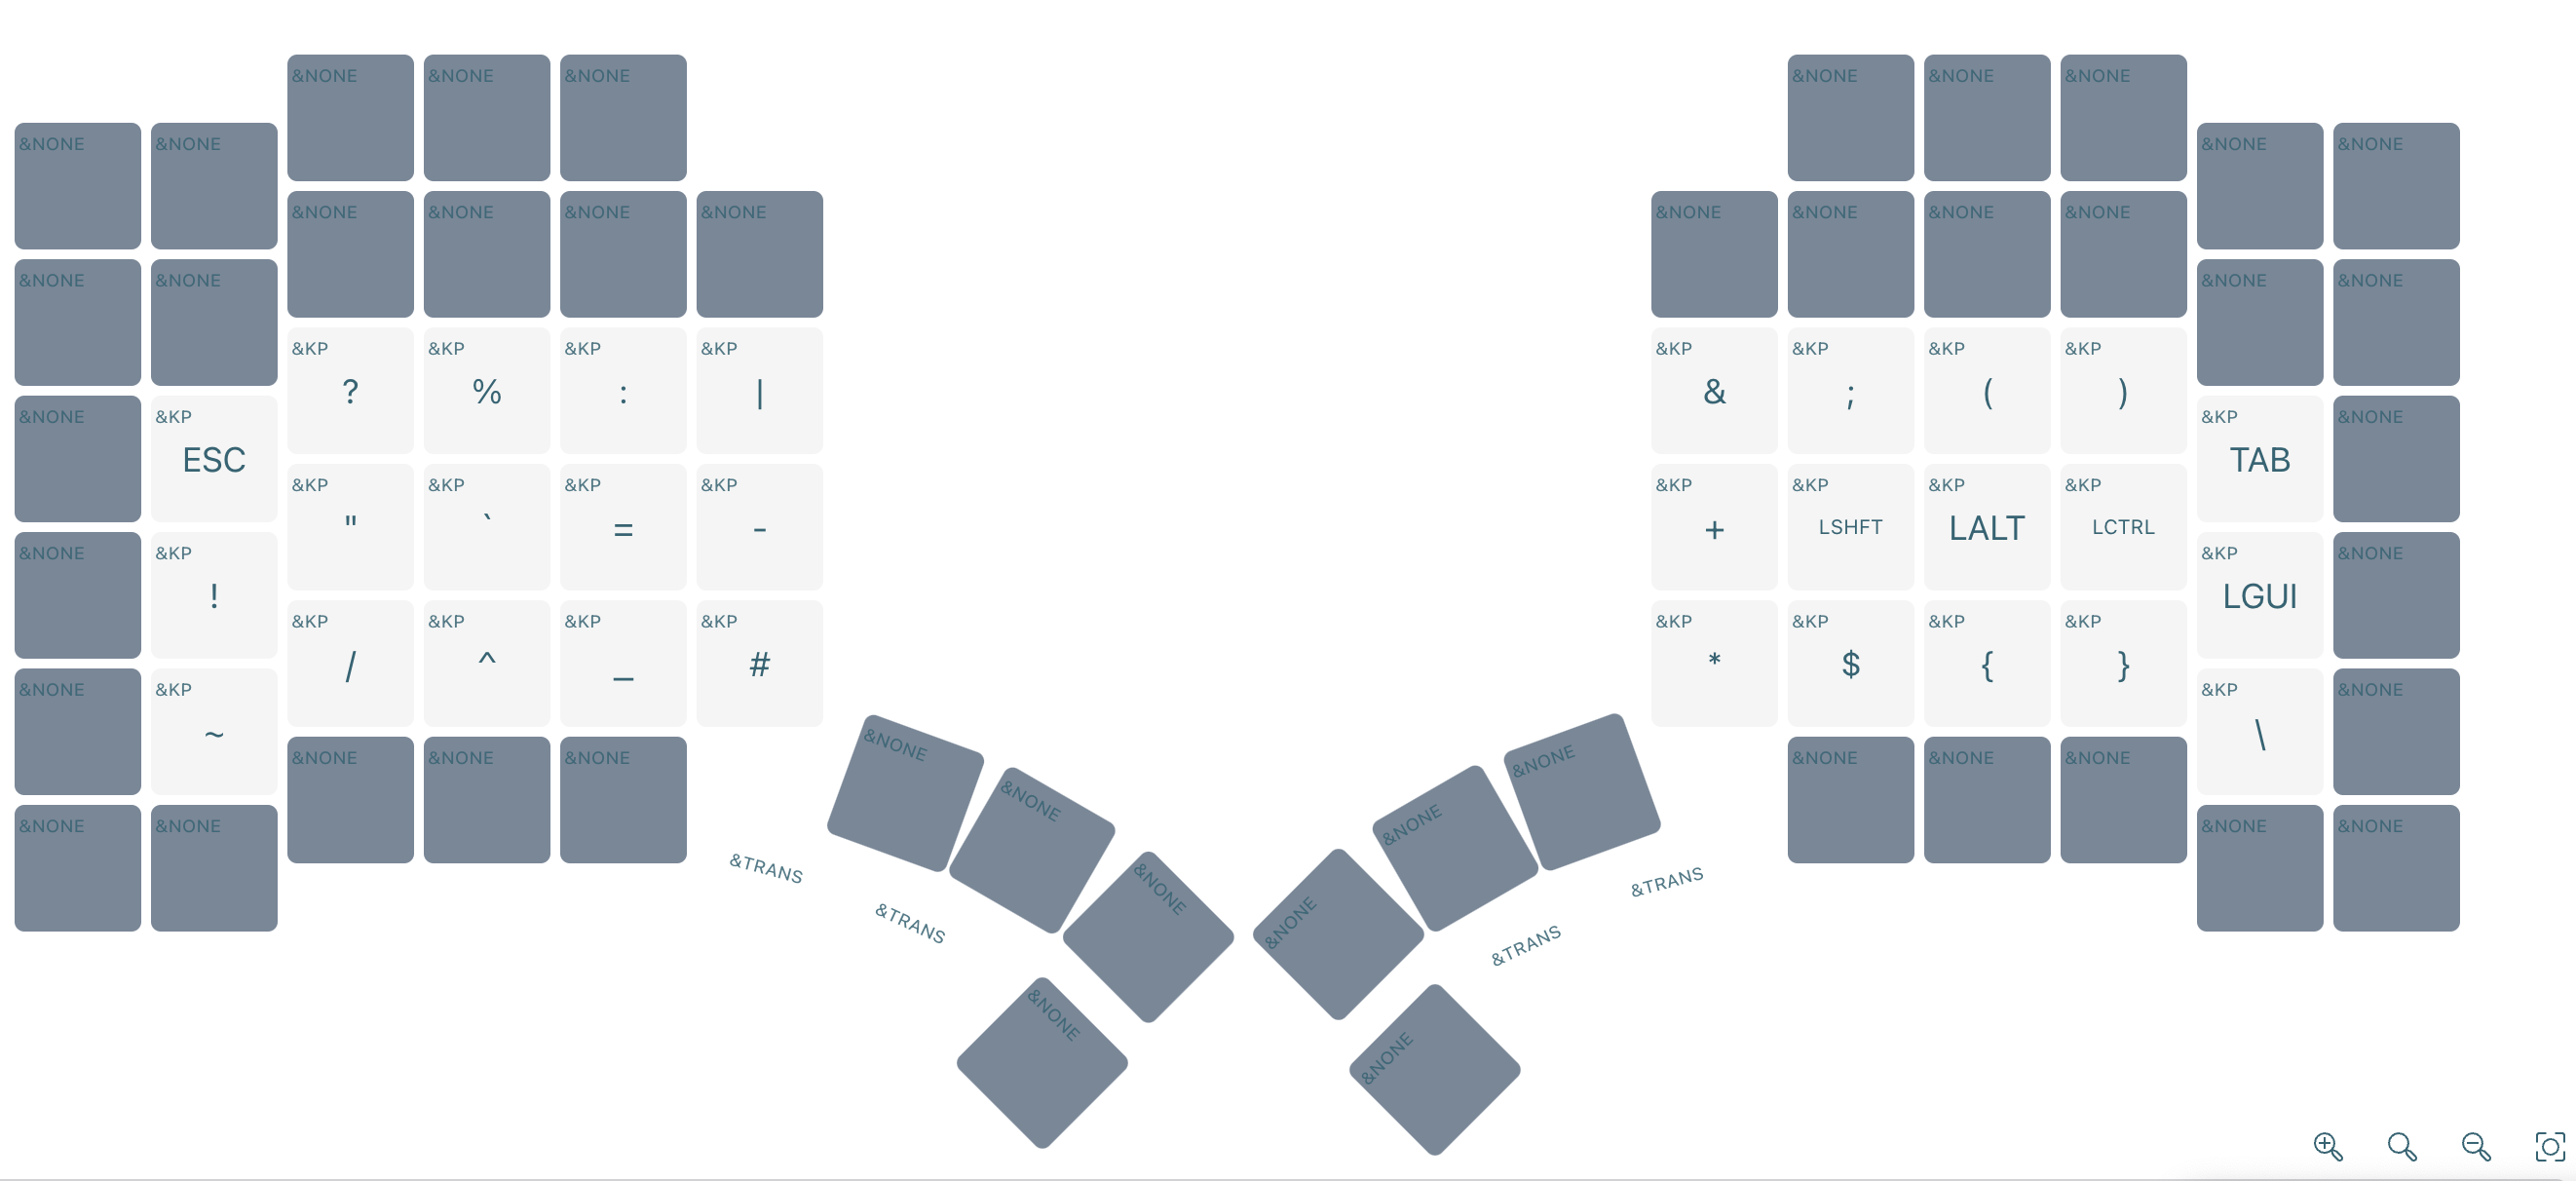 &NONE &NONE &NONE &NONE &NONE &NONE
&NONE &NONE &NONE &NONE
&NONE &NONE &NONE &NONE &NONE &NONE &NONE &NONE
&NONE &NONE &NONE &NONE
&KP &KP &KP &KP &KP &KP &KP &KP
? % : | & ; ( )
&NONE &KP &KP &NONE
ESC TAB
&KP &KP &KP &KP &KP &KP &KP &KP
" ` = - + LSHFT LALT LCTRL
&NONE &KP &KP &NONE
! LGUI
&KP &KP &KP &KP &KP &KP &KP &KP
/ ^ _ # * $ { }
&NONE &KP &KP &NONE
~ \
&NONE &NONE &NONE &NONE &NONE &NONE &NONE &NONE
&NONE &NONE
&NONE &NONE &NONE &NONE
&TRANS &NONE &NONE &TRANS
&TRANS &TRANS
&NONE &NONE